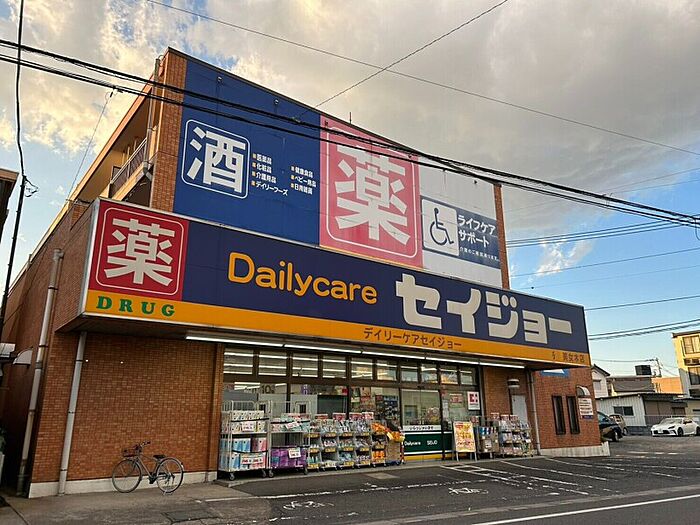 酒
■医薬品
■化粧品
■介護用品
■デイリーフーズ
■健康食品
■ベビー用品
■日用雑貨
薬
ライフケア
サポート
薬
DRUG
Dailycare セイジョー
デイリーケアセイジョー
Dailycare
SEIJO